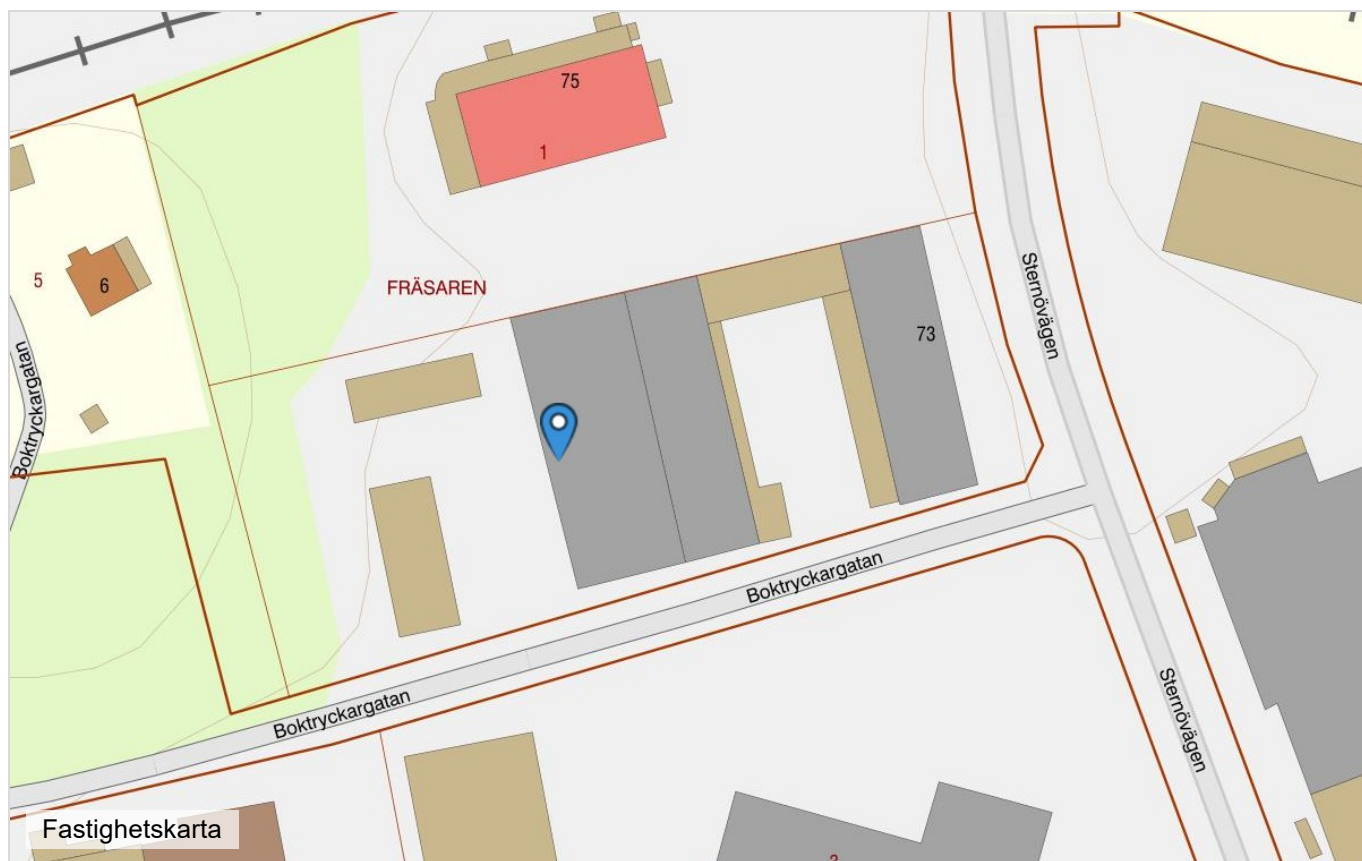 75
1
Sternövägen
5
6
FRÄSAREN
73
Boktryckargatan
Boktryckargatan
Boktryckargatan
Sternövägen
Fastighetskarta